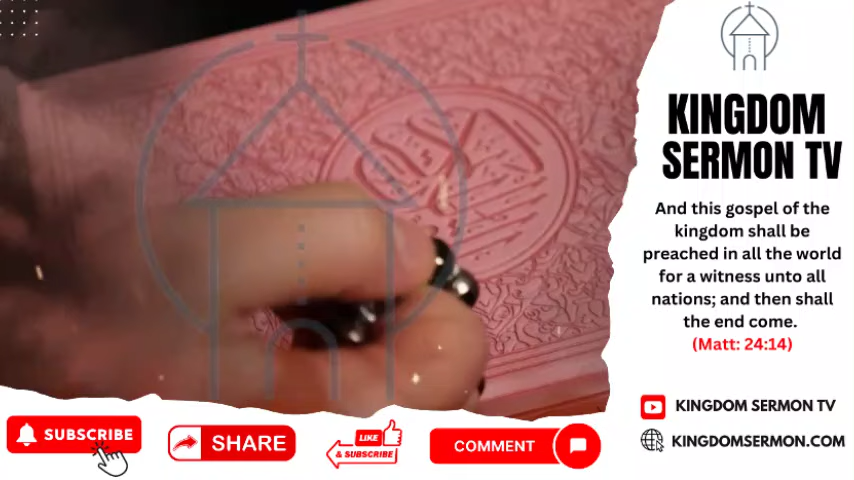 KINGDOM
SERMON TV
And this gospel of the
kingdom shall be
preached in all the world
for a witness unto all
nations; and then shall
the end come.
(Matt: 24:14)
KINGDOM SERMON TV
KINGDOMSERMON.COM
SUBSCRIBE
SHARE
LIKE
& SUBSCRIBE
COMMENT